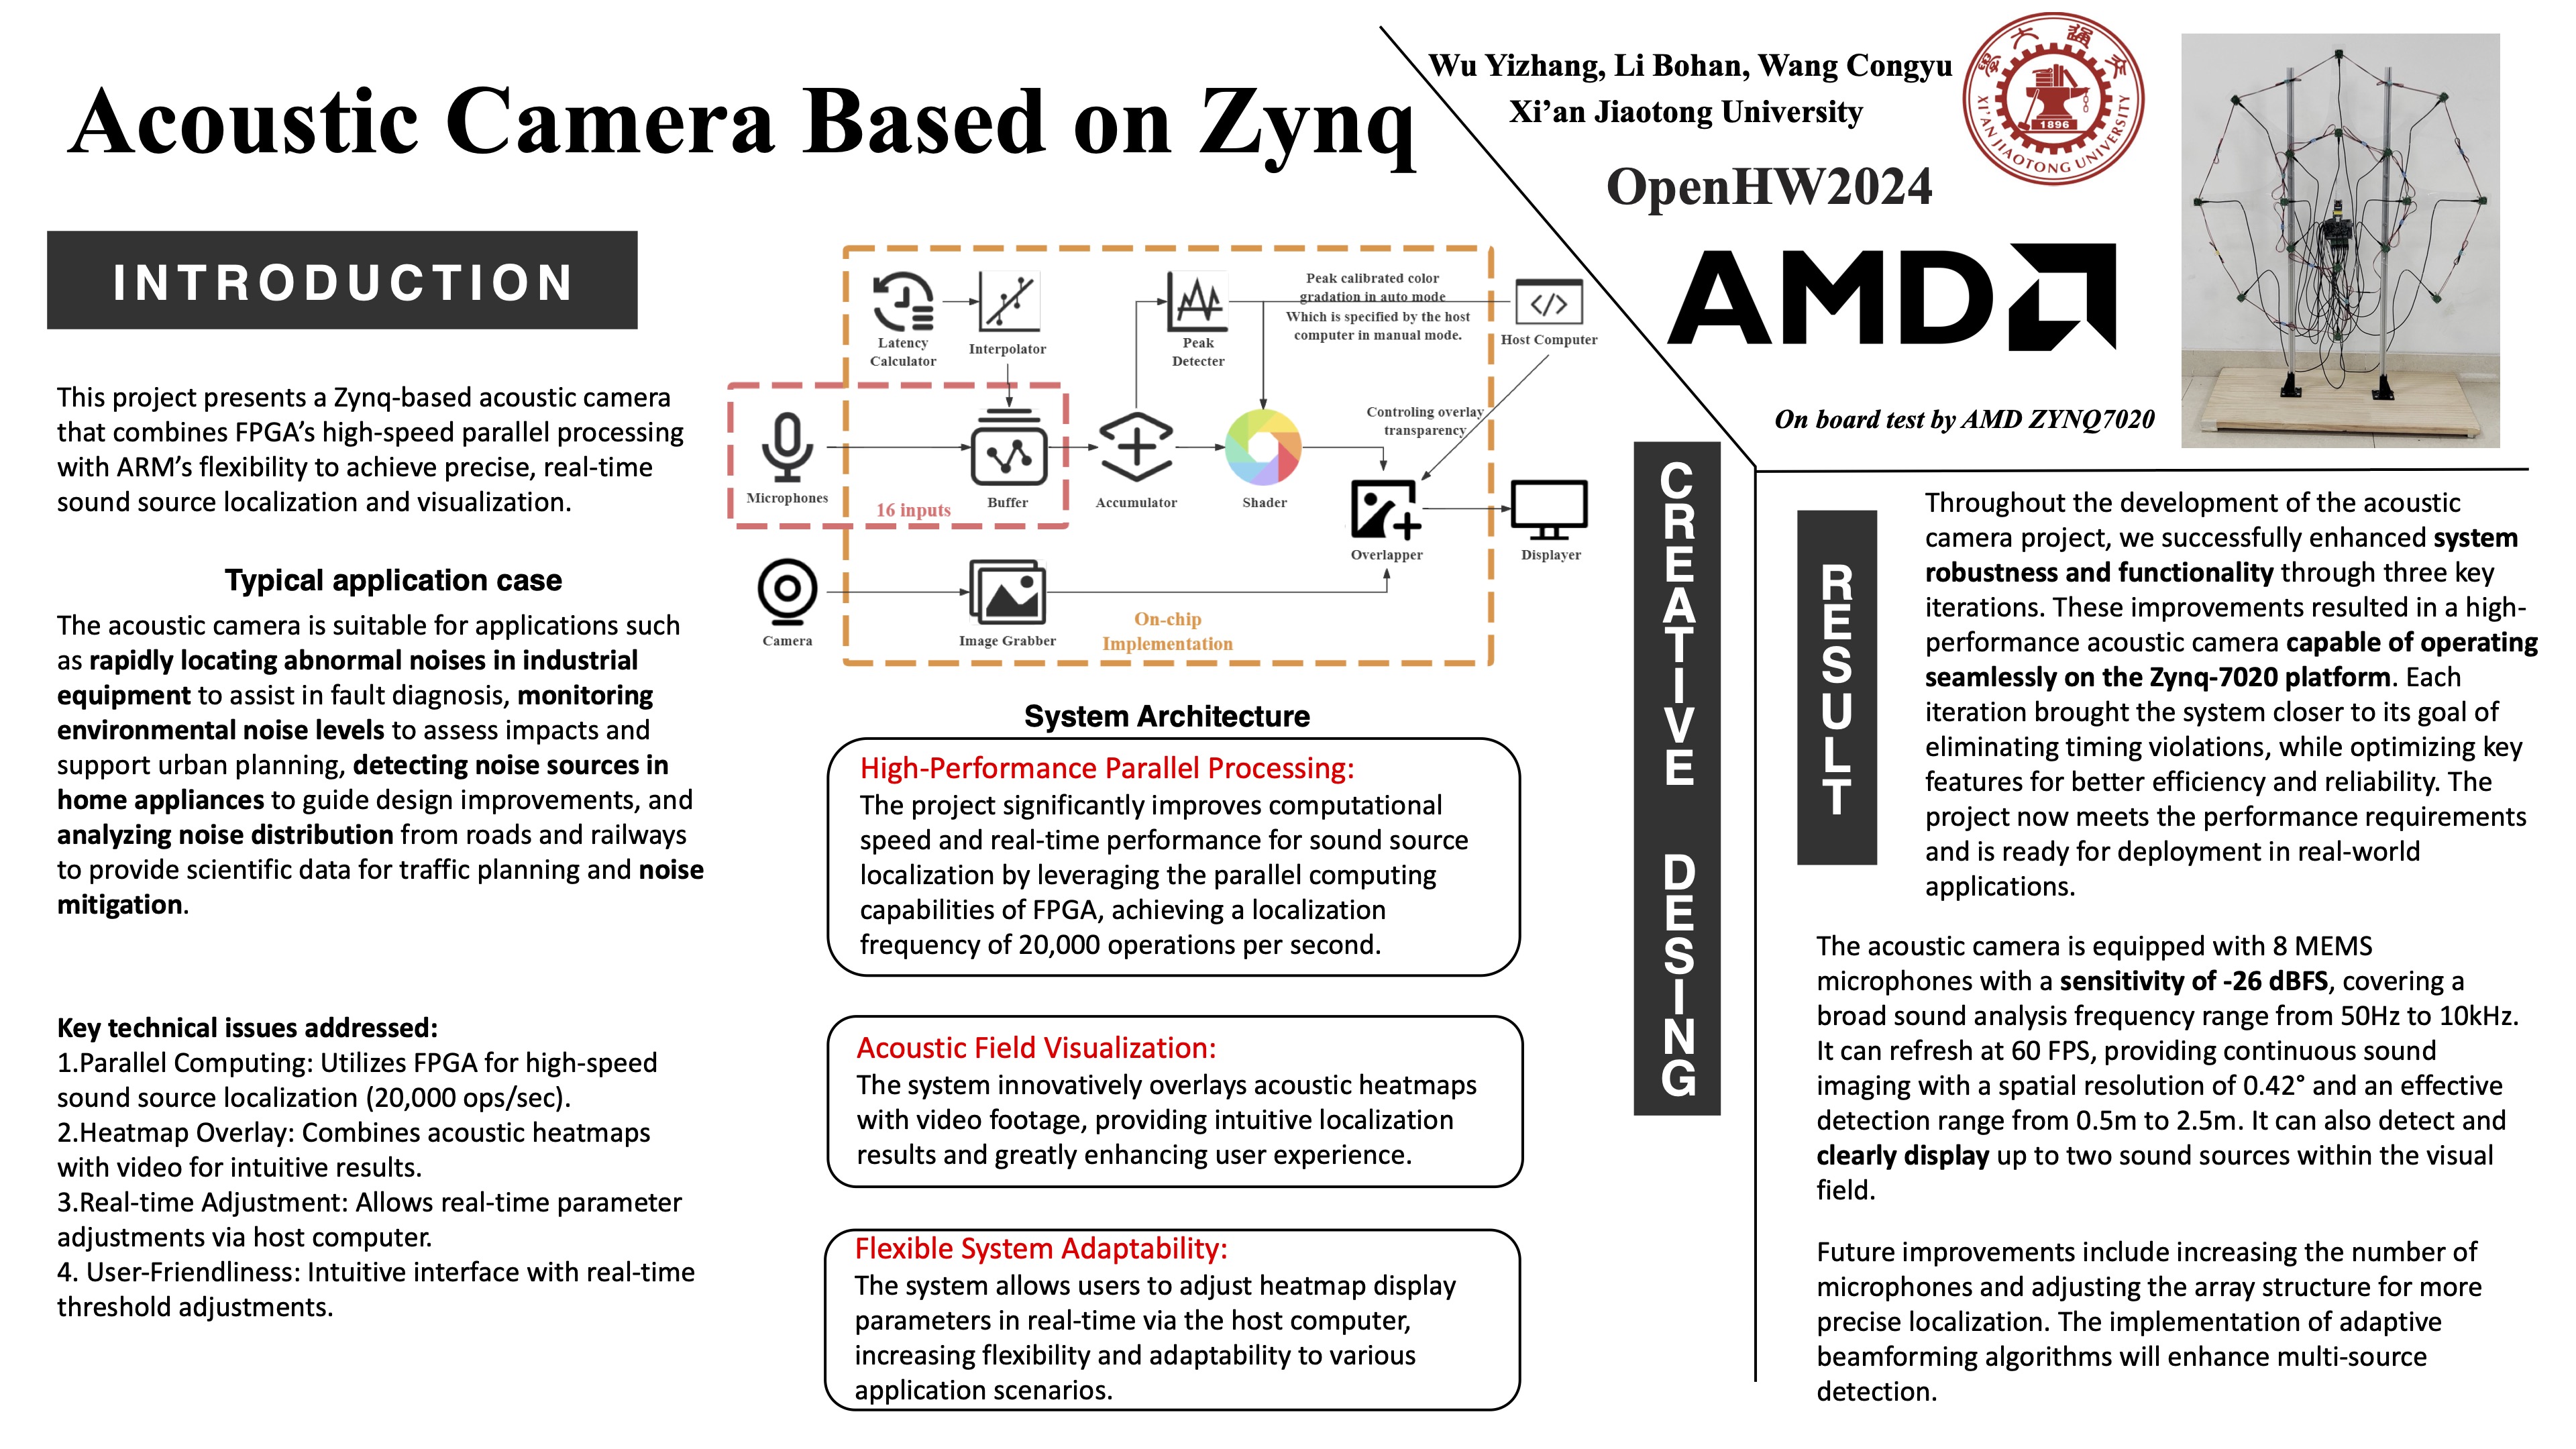 Acoustic Camera Based on Zynq
Wu Yizhang, Li Bohan, Wang Congyu
Xi’an Jiaotong University
OpenHW2024
XI'AN JIAOTONG UNIVERSITY
1896
AMD
On board test by AMD ZYNQ7020
INTRODUCTION
This project presents a Zynq-based acoustic camera
that combines FPGA’s high-speed parallel processing
with ARM’s flexibility to achieve precise, real-time
sound source localization and visualization.
Typical application case
The acoustic camera is suitable for applications such
as rapidly locating abnormal noises in industrial
equipment to assist in fault diagnosis, monitoring
environmental noise levels to assess impacts and
support urban planning, detecting noise sources in
home appliances to guide design improvements, and
analyzing noise distribution from roads and railways
to provide scientific data for traffic planning and noise
mitigation.
Key technical issues addressed:
1.Parallel Computing: Utilizes FPGA for high-speed
sound source localization (20,000 ops/sec).
2.Heatmap Overlay: Combines acoustic heatmaps
with video for intuitive results.
3.Real-time Adjustment: Allows real-time parameter
adjustments via host computer.
4. User-Friendliness: Intuitive interface with real-time
threshold adjustments.
Latency
Calculator
Interpolator
Peak
Detecter
Peak calibrated color
gradation in auto mode
Which is specified by the host
computer in manual mode.
Host Computer
Microphones
16 inputs
Buffer
Accumulator
Shader
Controling overlay
transparency
Overlapper
Displayer
Camera
Image Grabber
On-chip
Implementation
System Architecture
High-Performance Parallel Processing:
The project significantly improves computational
speed and real-time performance for sound source
localization by leveraging the parallel computing
capabilities of FPGA, achieving a localization
frequency of 20,000 operations per second.
Acoustic Field Visualization:
The system innovatively overlays acoustic heatmaps
with video footage, providing intuitive localization
results and greatly enhancing user experience.
Flexible System Adaptability:
The system allows users to adjust heatmap display
parameters in real-time via the host computer,
increasing flexibility and adaptability to various
application scenarios.
CREATIVE DESING
RESULT
Throughout the development of the acoustic
camera project, we successfully enhanced system
robustness and functionality through three key
iterations. These improvements resulted in a high-
performance acoustic camera capable of operating
seamlessly on the Zynq-7020 platform. Each
iteration brought the system closer to its goal of
eliminating timing violations, while optimizing key
features for better efficiency and reliability. The
project now meets the performance requirements
and is ready for deployment in real-world
applications.
The acoustic camera is equipped with 8 MEMS
microphones with a sensitivity of -26 dBFS, covering a
broad sound analysis frequency range from 50Hz to 10kHz.
It can refresh at 60 FPS, providing continuous sound
imaging with a spatial resolution of 0.42° and an effective
detection range from 0.5m to 2.5m. It can also detect and
clearly display up to two sound sources within the visual
field.
Future improvements include increasing the number of
microphones and adjusting the array structure for more
precise localization. The implementation of adaptive
beamforming algorithms will enhance multi-source
detection.